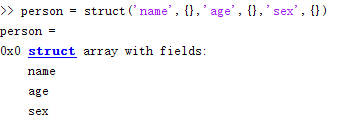 >> person = struct('name',{},'age',{},'sex',{})
person =
0x0 struct array with fields:
name
age
sex